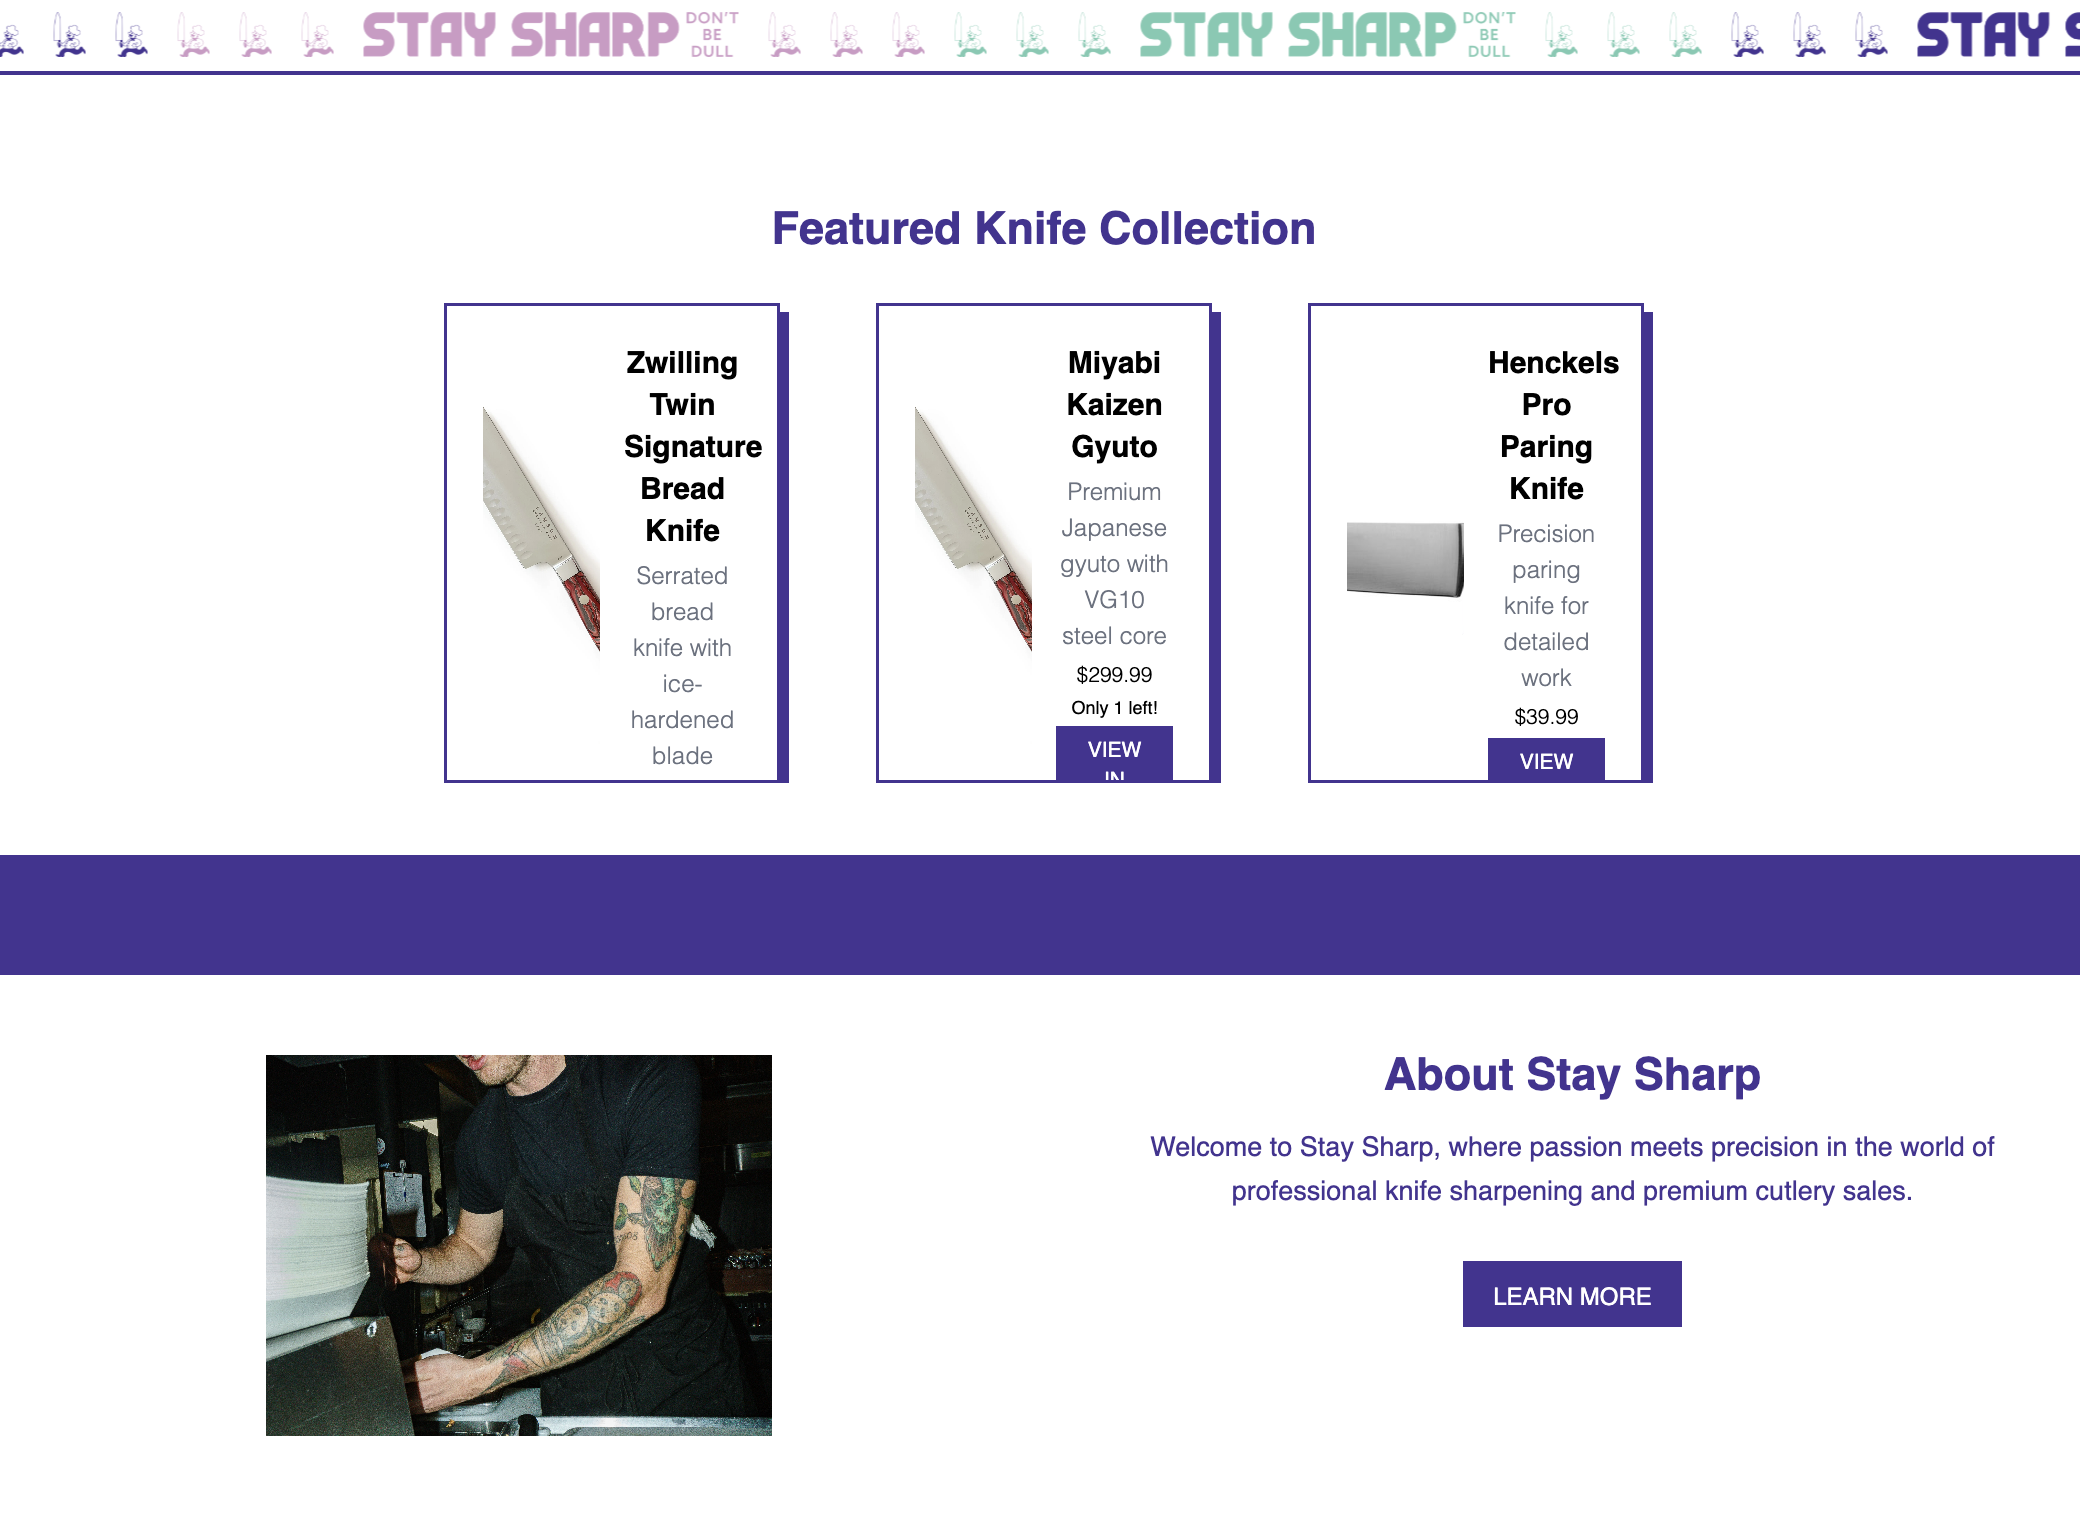 STAY SHARP DON'T BE DULL
STAY SHARP DON'T BE DULL
STAY S
Featured Knife Collection
Zwilling
Twin
Signature
Bread
Knife
Serrated
bread
knife with
ice-
hardened
blade
Miyabi
Kaizen
Gyuto
Premium
Japanese
gyuto with
VG10
steel core
$299.99
Only 1 left!
VIEW
IN
Henckels
Pro
Paring
Knife
Precision
paring
knife for
detailed
work
$39.99
VIEW
About Stay Sharp
Welcome to Stay Sharp, where passion meets precision in the world of
professional knife sharpening and premium cutlery sales.
LEARN MORE